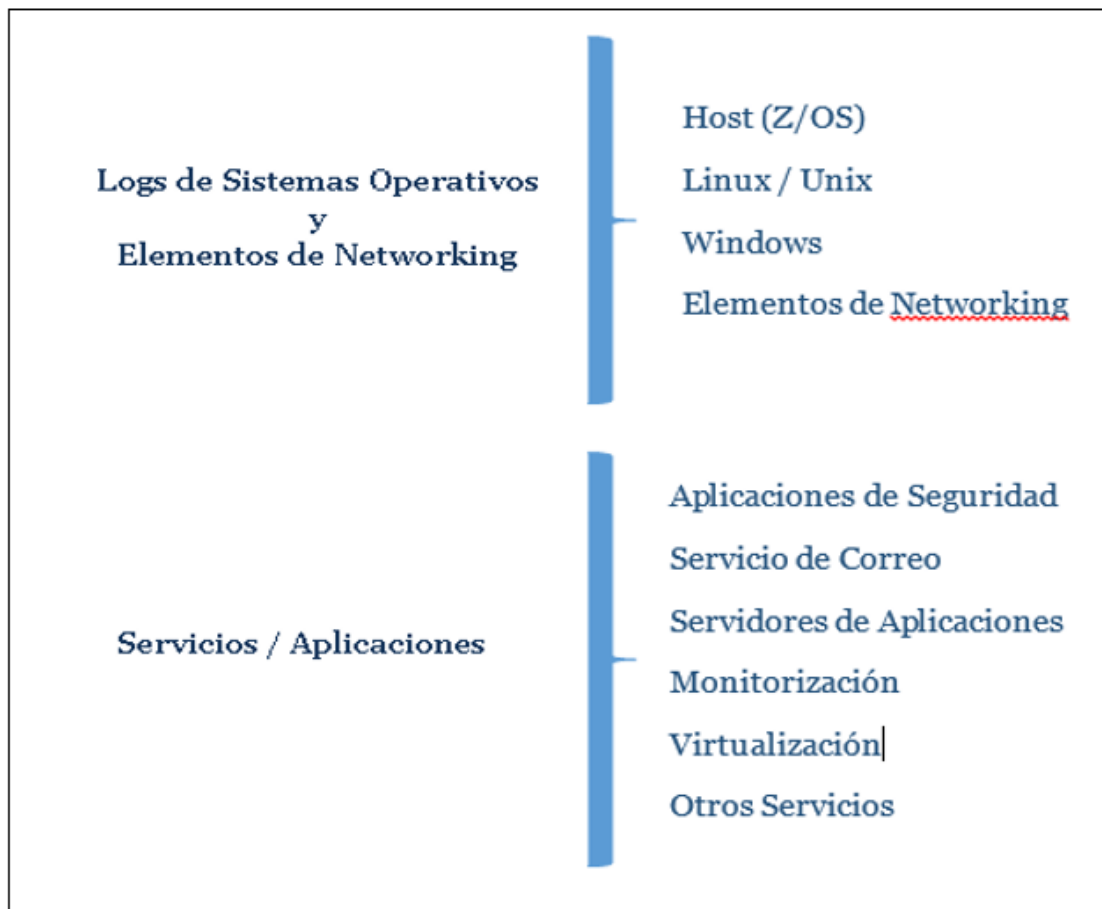 Logs de Sistemas Operativos
y
Elementos de Networking
Host (Z/OS)
Linux / Unix
Windows
Elementos de Networking
Servicios / Aplicaciones
Aplicaciones de Seguridad
Servicio de Correo
Servidores de Aplicaciones
Monitorización
Virtualización
Otros Servicios